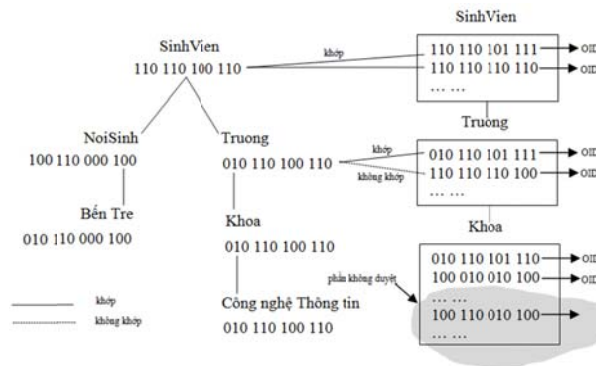 SinhVien
110 110 100 110
khớp
SinhVien
110 110 101 111 OID
110 110 110 110 OID
... ...
NoiSinh
100 110 000 100
Bến Tre
010 110 000 100
Truong
010 110 100 110
khớp
không khớp
Truong
010 110 101 111 OID
110 110 110 100 OID
... ...
Khoa
010 110 100 110
Công nghệ Thông tin
010 110 100 110
Khoa
010 110 101 110 OID
100 010 010 100 OID
... ...
100 110 010 100
... ...
phần không duyệt
khớp
không khớp